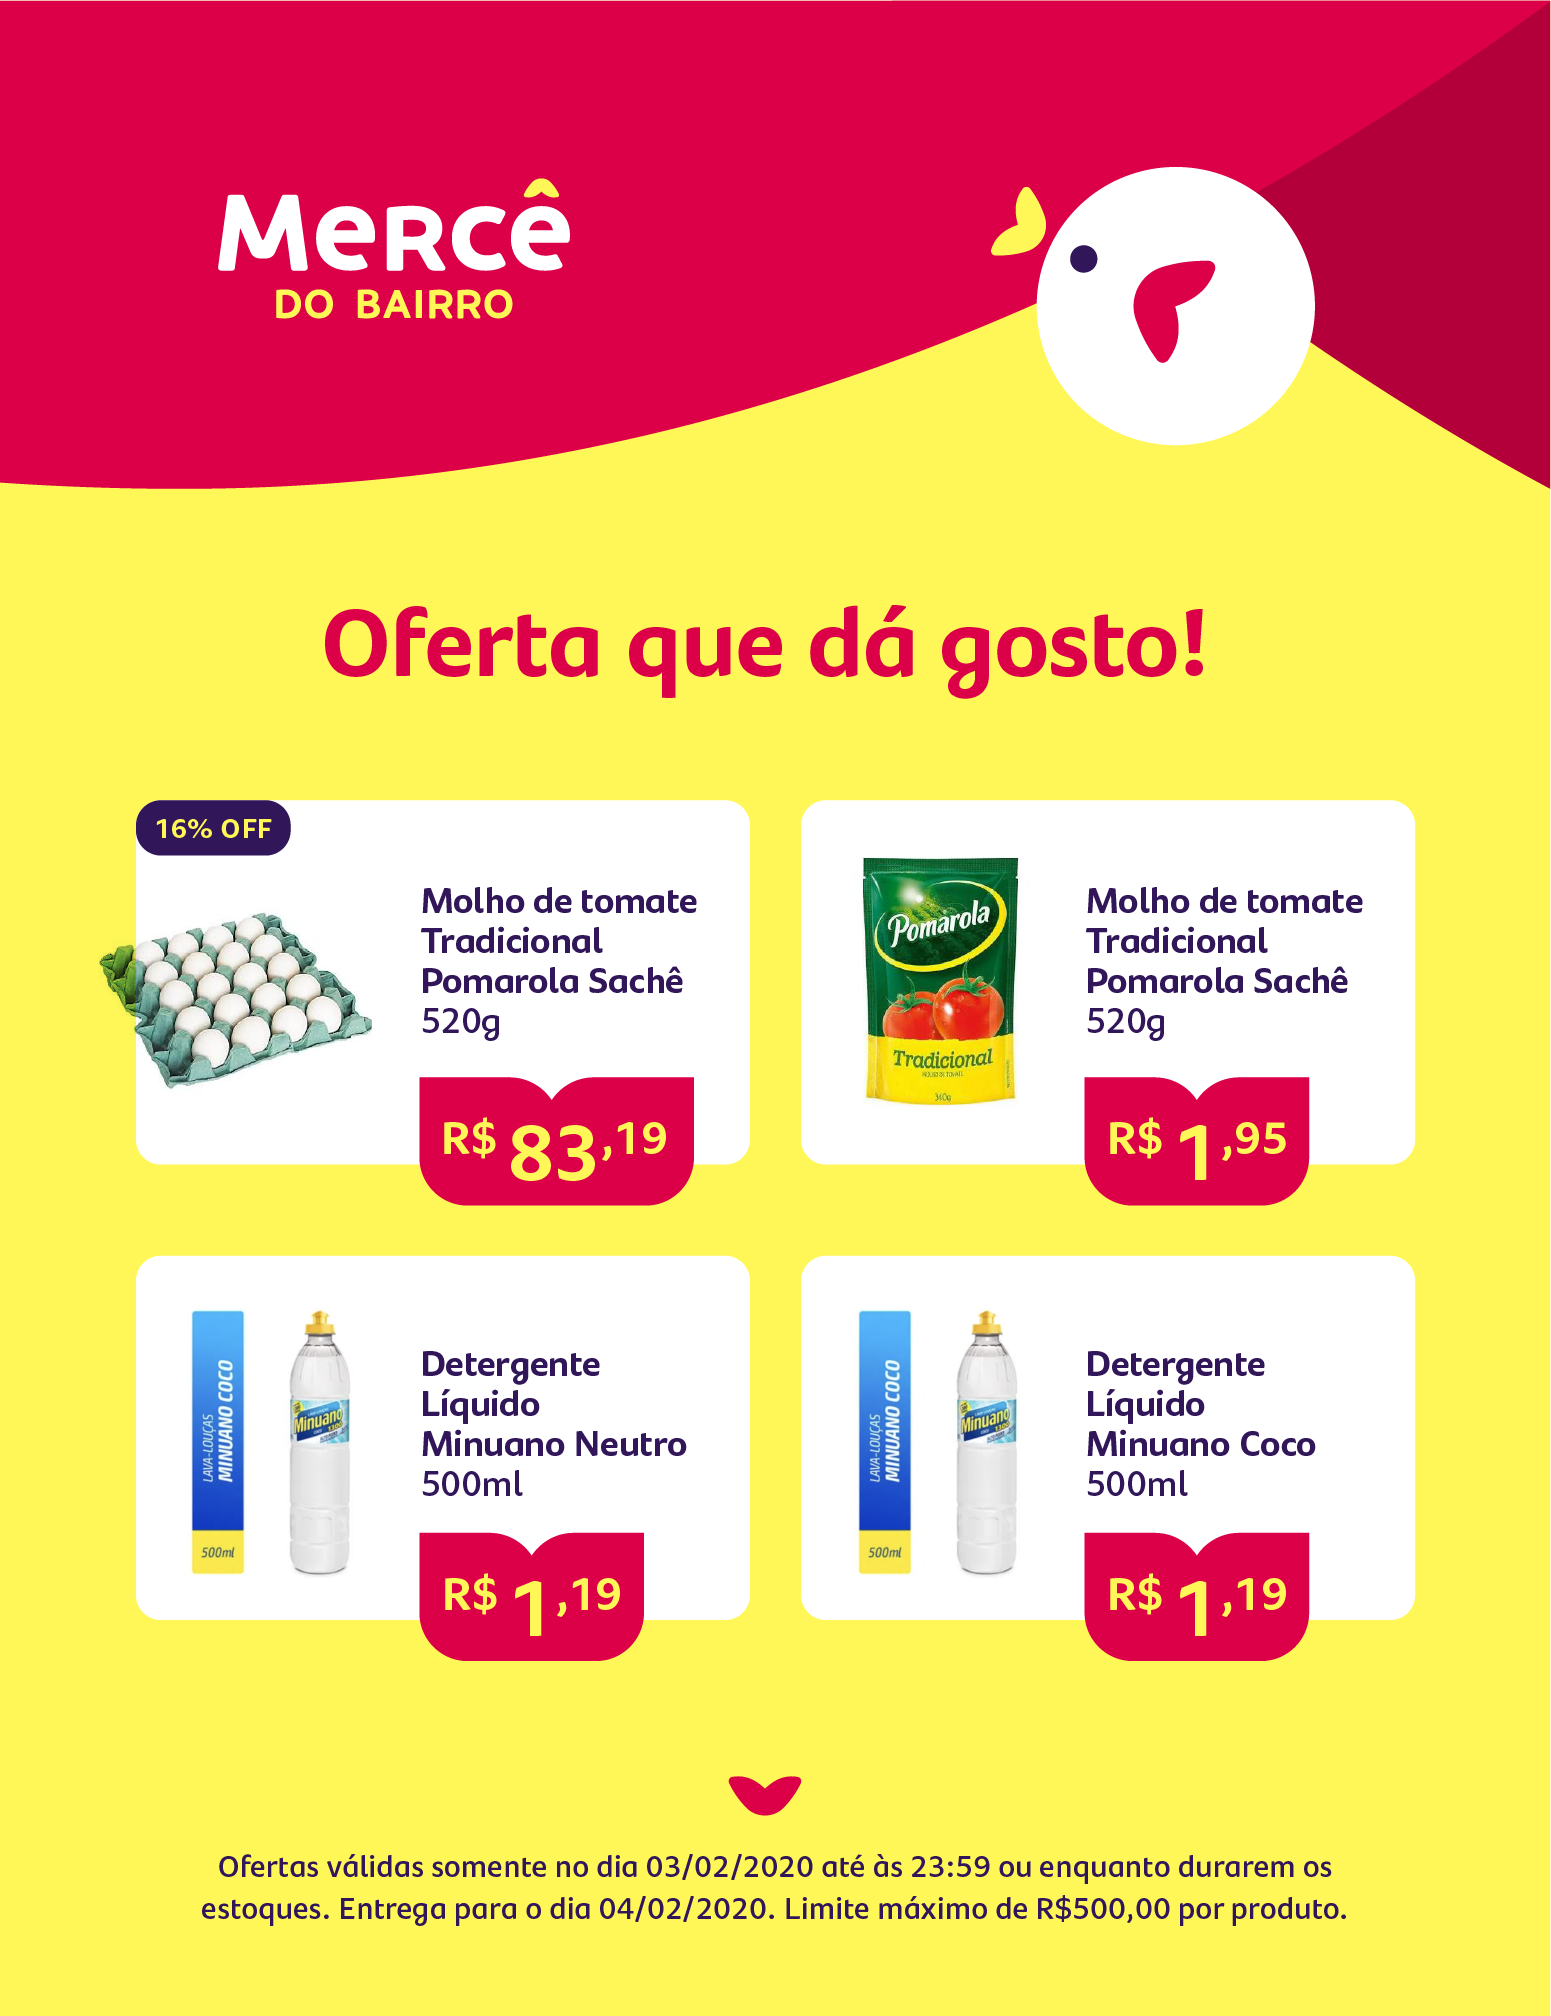 Mercê
DO BAIRRO
Oferta que dá gosto!
16% OFF
Molho de tomate
Tradicional
Pomarola Sachê
520g
R$ 83,19
Pomarola
Tradicional
MOLHO DE TOMATE
340g
Molho de tomate
Tradicional
Pomarola Sachê
520g
R$ 1,95
LAVA-LOUÇAS
MINUANO COCO
500ml
Minuano
Detergente
Líquido
Minuano Neutro
500ml
R$ 1,19
LAVA-LOUÇAS
MINUANO COCO
500ml
Minuano
Detergente
Líquido
Minuano Coco
500ml
R$ 1,19
Ofertas válidas somente no dia 03/02/2020 até às 23:59 ou enquanto durarem os
estoques. Entrega para o dia 04/02/2020. Limite máximo de R$500,00 por produto.